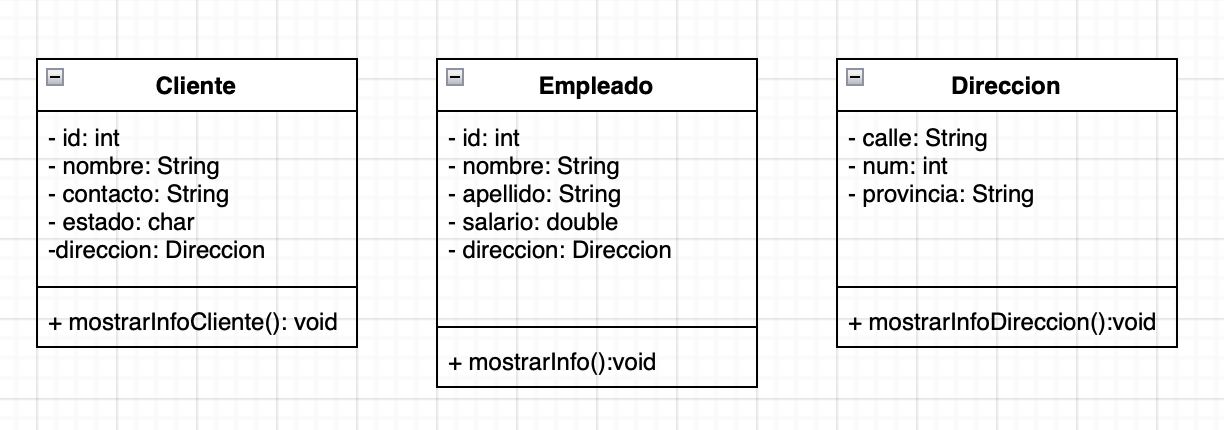 Cliente
- id: int
- nombre: String
- contacto: String
- estado: char
-direccion: Direccion
+ mostrarInfoCliente(): void
Empleado
- id: int
- nombre: String
- apellido: String
- salario: double
- direccion: Direccion
+ mostrarInfo():void
Direccion
- calle: String
- num: int
- provincia: String
+ mostrarInfoDireccion():void